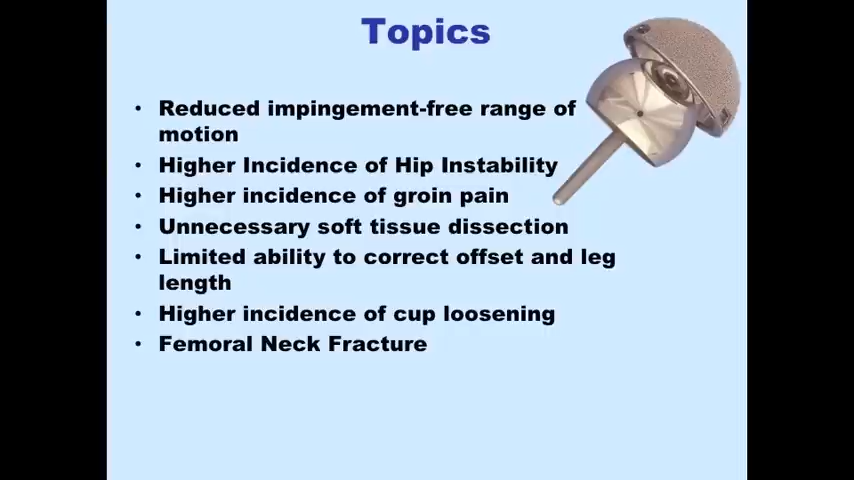 Topics
• Reduced impingement-free range of
motion
• Higher Incidence of Hip Instability
• Higher incidence of groin pain
• Unnecessary soft tissue dissection
• Limited ability to correct offset and leg
length
• Higher incidence of cup loosening
• Femoral Neck Fracture